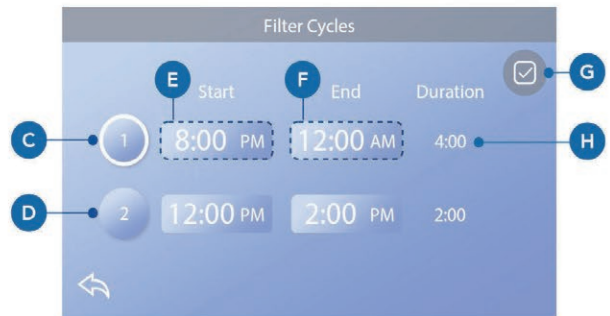 Filter Cycles
E F G
Start End Duration
C 1 8:00 PM 12:00 AM 4:00 H
D 2 12:00 PM 2:00 PM 2:00